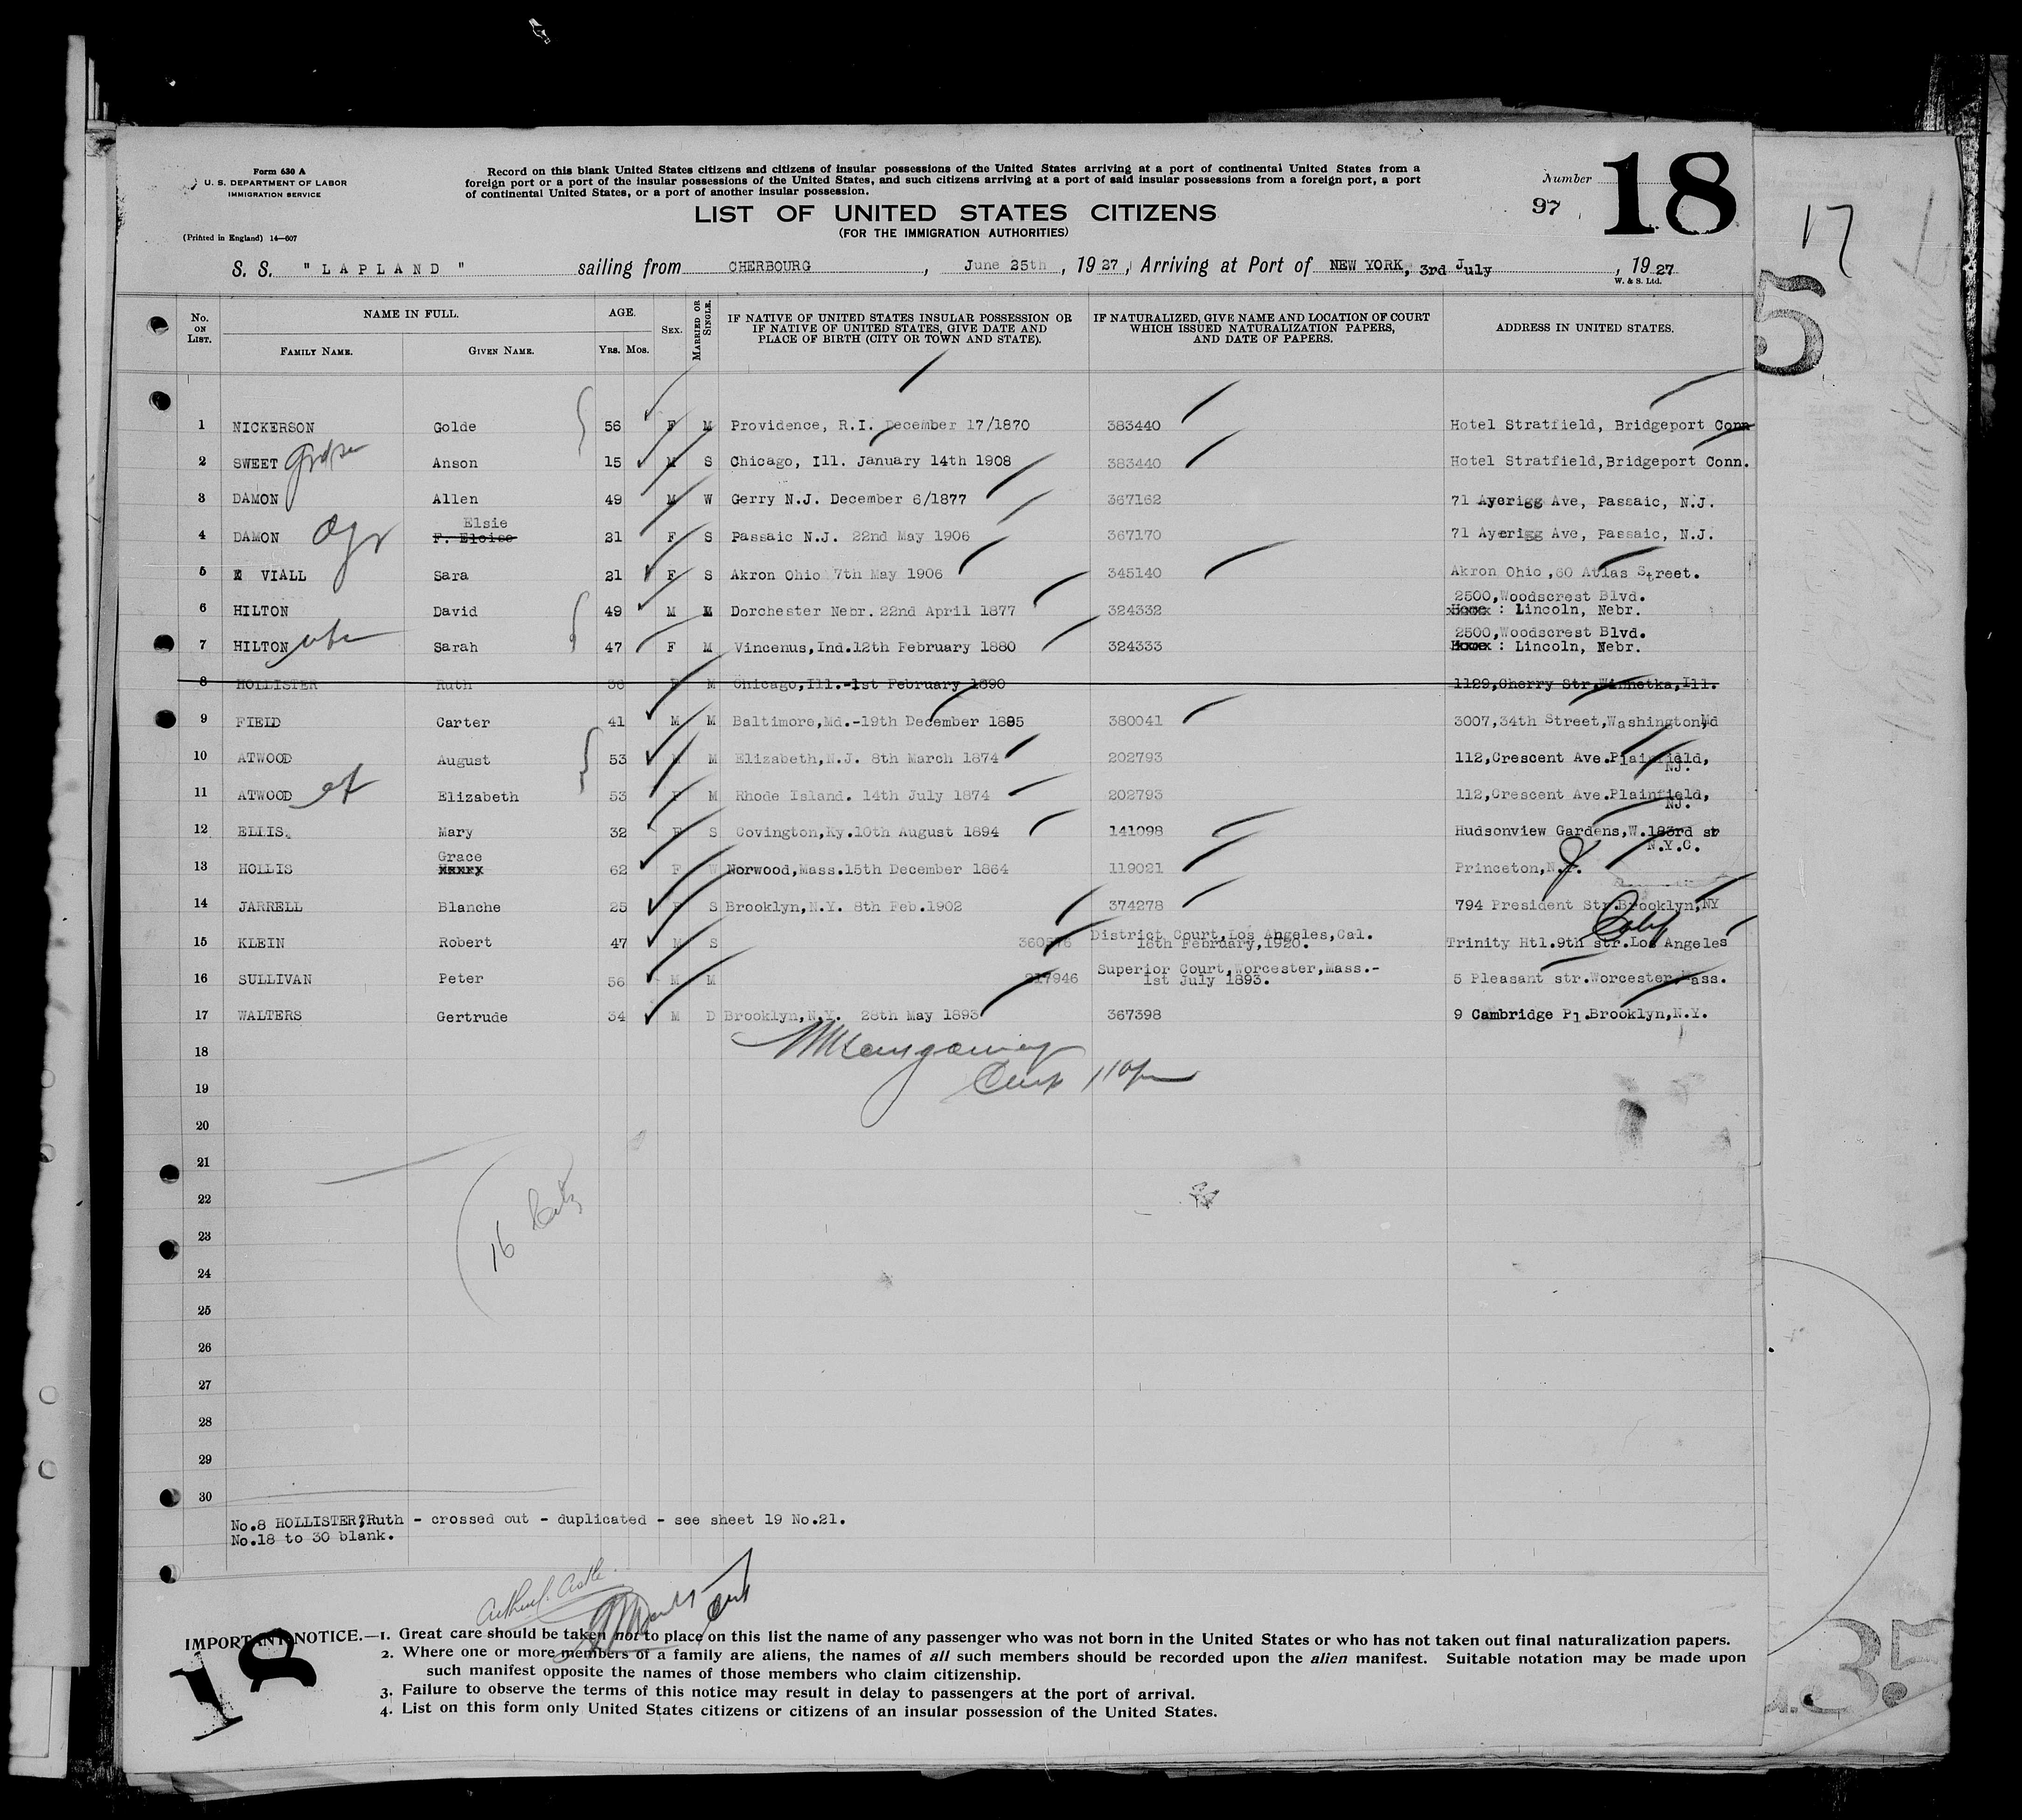 Form 630 A
U. S. DEPARTMENT OF LABOR
IMMIGRATION SERVICE
(Printed in England) 14—607
Record on this blank United States citizens and citizens of insular possessions of the United States arriving at a port of continental United States from a
foreign port or a port of the insular possessions of the United States, and such citizens arriving at a port of said insular possessions from a foreign port, a port
of continental United States, or a port of another insular possession.
LIST OF UNITED STATES CITIZENS
(FOR THE IMMIGRATION AUTHORITIES)
Number 18
97
17
5
S. S. "LAPLAND" sailing from CHERBOURG, June 25th, 1927, Arriving at Port of NEW YORK, 3rd July, 1927
W. & S. Ltd.
No. ON LIST. NAME IN FULL. FAMILY NAME. GIVEN NAME. AGE. Yrs. Mos. SEX. MARRIED OR SINGLE. IF NATIVE OF UNITED STATES INSULAR POSSESSION OR IF NATIVE OF UNITED STATES, GIVE DATE AND PLACE OF BIRTH (CITY OR TOWN AND STATE). IF NATURALIZED, GIVE NAME AND LOCATION OF COURT WHICH ISSUED NATURALIZATION PAPERS, AND DATE OF PAPERS. ADDRESS IN UNITED STATES.
1 NICKERSON Golde 56 F M Providence, R.I. December 17/1870 383440 Hotel Stratfield, Bridgeport Conn
2 SWEET Anson 15 M S Chicago, Ill. January 14th 1908 383440 Hotel Stratfield,Bridgeport Conn.
3 DAMON Allen 49 M W Gerry N.J. December 6/1877 367162 71 Ayerigg Ave, Passaic, N.J.
Elsie
4 DAMON F. Eloise 21 F S Passaic N.J. 22nd May 1906 367170 71 Ayerigg Ave, Passaic, N.J.
5 VIALL Sara 21 F S Akron Ohio 7th May 1906 345140 Akron Ohio ,60 Atlas Street.
2500,Woodscrest Blvd.
6 HILTON David 49 M M Dorchester Nebr. 22nd April 1877 324332 : Lincoln, Nebr.
2500,Woodscrest Blvd.
7 HILTON Sarah 47 F M Vincenus,Ind.12th February 1880 324333 : Lincoln, Nebr.
8 HOLLISTER Ruth 36 F M Chicago,Ill.-1st February 1890 1129,Cherry Str.Winnetka,Ill.
9 FIELD Carter 41 M M Baltimore,Md.-19th December 1885 380041 3007,34th Street,Washington,Md
10 ATWOOD August 53 M M Elizabeth,N.J. 8th March 1874 202793 112,Crescent Ave.Plainfield,
NJ.
11 ATWOOD Elizabeth 53 F M Rhode Island. 14th July 1874 202793 112,Crescent Ave.Plainfield,
NJ.
12 ELLIS. Mary 32 F S Covington,Ky.10th August 1894 141098 Hudsonview Gardens,W.183rd st
N.Y.C.
Grace
13 HOLLIS 62 F W Norwood,Mass.15th December 1864 119021 Princeton,N.J.
14 JARRELL Blanche 25 F S Brooklyn,N.Y. 8th Feb.1902 374278 794 President Str.Brooklyn,NY
15 KLEIN Robert 47 M S 360576 District Court,Los Angeles,Cal.
16th February,1920. Trinity Htl.9th str.Los Angeles
16 SULLIVAN Peter 56 M M 217946 Superior Court,Worcester,Mass.-
1st July 1893. 5 Pleasant str.Worcester.Mass.
17 WALTERS Gertrude 34 M D Brooklyn,N.Y. 28th May 1893 367398 9 Cambridge Pl.Brooklyn,N.Y.
18
19
20
21
22
23
24
25
26
27
28
29
30
16
No.8 HOLLISTER,Ruth - crossed out - duplicated - see sheet 19 No.21.
No.18 to 30 blank.
IMPORTANT NOTICE.—1. Great care should be taken not to place on this list the name of any passenger who was not born in the United States or who has not taken out final naturalization papers.
2. Where one or more members of a family are aliens, the names of all such members should be recorded upon the alien manifest. Suitable notation may be made upon
such manifest opposite the names of those members who claim citizenship.
3. Failure to observe the terms of this notice may result in delay to passengers at the port of arrival.
4. List on this form only United States citizens or citizens of an insular possession of the United States.
18
35